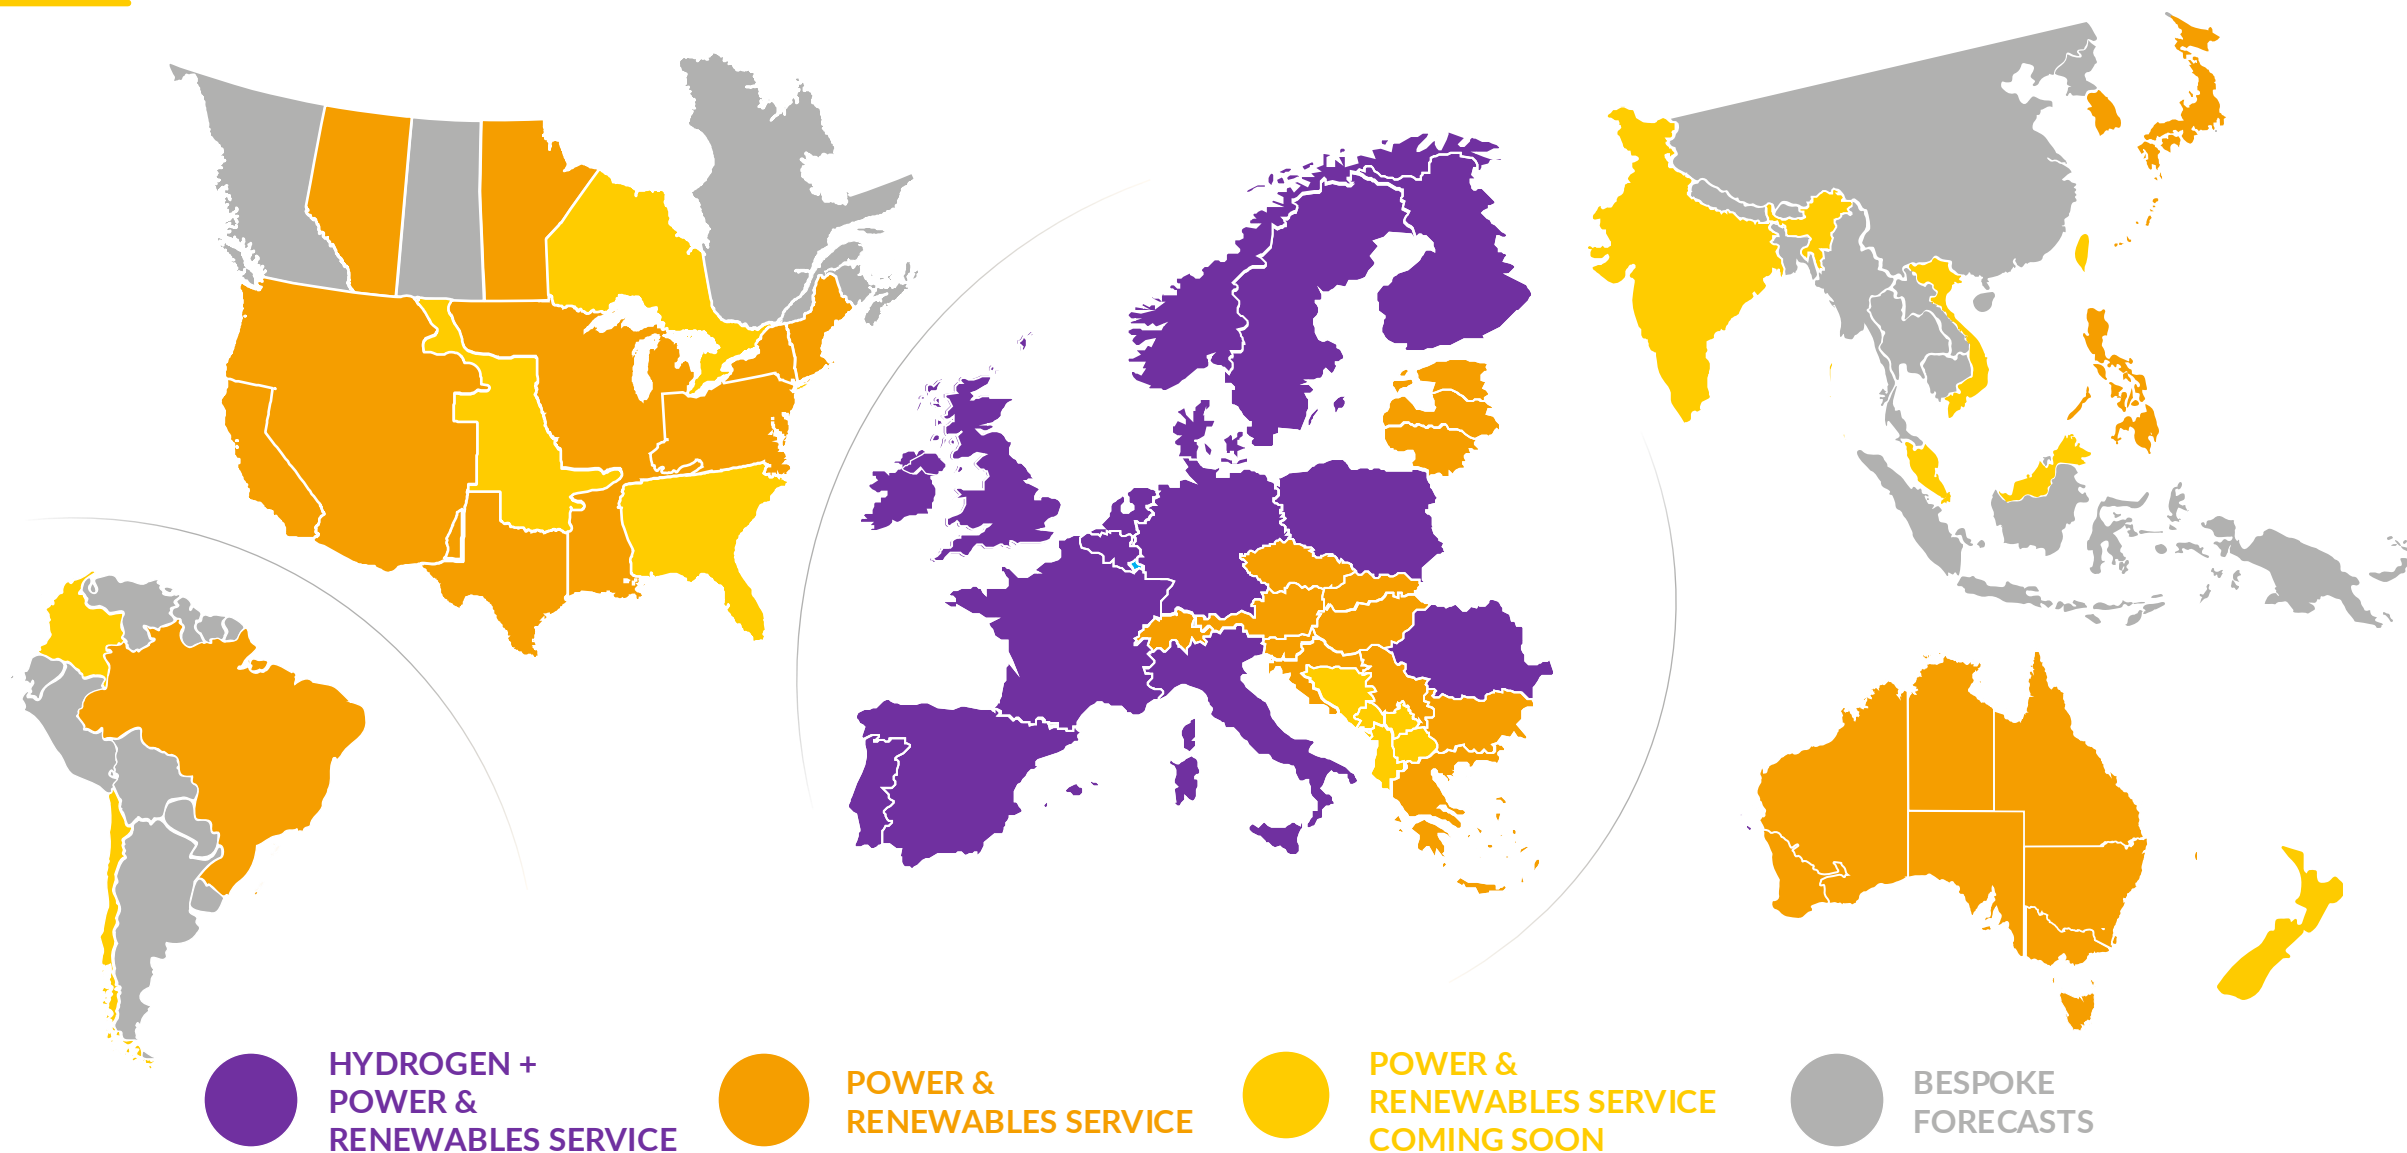 HYDROGEN +
POWER &
RENEWABLES SERVICE
POWER &
RENEWABLES SERVICE
POWER &
RENEWABLES SERVICE
COMING SOON
BESPOKE
FORECASTS